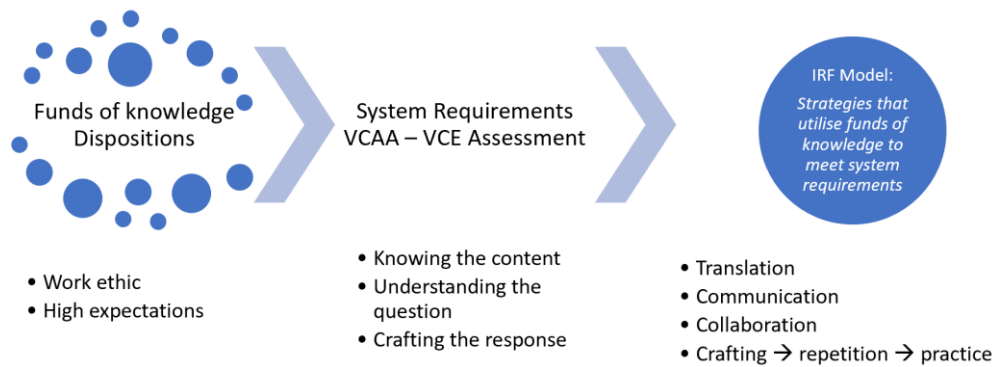 Funds of knowledge
Dispositions
• Work ethic
• High expectations
System Requirements
VCAA – VCE Assessment
• Knowing the content
• Understanding the
question
• Crafting the response
IRF Model:
Strategies that
utilise funds of
knowledge to
meet system
requirements
• Translation
• Communication
• Collaboration
• Crafting → repetition → practice